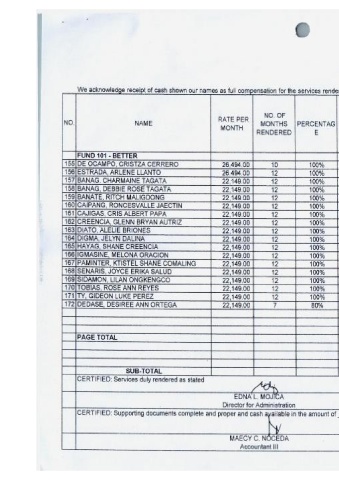 We acknowledge receipt of cash shown our names as full compensation for the services rende
NO. NAME RATE PER MONTH NO. OF MONTHS RENDERED PERCENTAG E
FUND 101 - BETTER
155 DE OCAMPO, CRISTZA CERRERO 26,494.00 10 100%
156 ESTRADA, ARLENE LLANTO 26,494.00 12 100%
157 BANAG, CHARMAINE TAGATA 22,149.00 12 100%
158 BANAG, DEBBIE ROSE TAGATA 22,149.00 12 100%
159 BANATE, RITCH MALIGDONG 22,149.00 12 100%
160 CAIPANG, RONCESVALLE JAECTIN 22,149.00 12 100%
161 CAJIGAS, CRIS ALBERT PAPA 22,149.00 12 100%
162 CREENCIA, GLENN BRYAN AUTRIZ 22,149.00 12 100%
163 DIATO, ALELIE BRIONES 22,149.00 12 100%
164 DIGMA, JELYN DALINA 22,149.00 12 100%
165 HAYAG, SHANE CREENCIA 22,149.00 12 100%
166 IGMASINE, MELONA ORACION 22,149.00 12 100%
167 PAMINTER, KTISTEL SHANE COMALING 22,149.00 12 100%
168 SENARIS, JOYCE ERIKA SALUD 22,149.00 12 100%
169 SIDAMON, LILAN ONGKENGCO 22,149.00 12 100%
170 TOBIAS, ROSE ANN REYES 22,149.00 12 100%
171 TY, GIDEON LUKE PEREZ 22,149.00 12 100%
172 DEDASE, DESIREE ANN ORTEGA 22,149.00 7 80%
PAGE TOTAL
SUB-TOTAL
CERTIFIED: Services duly rendered as stated
EDNA L. MOJICA
Director for Administration
CERTIFIED: Supporting documents complete and proper and cash available in the amount of
MAECY C. NOCEDA
Accountant III